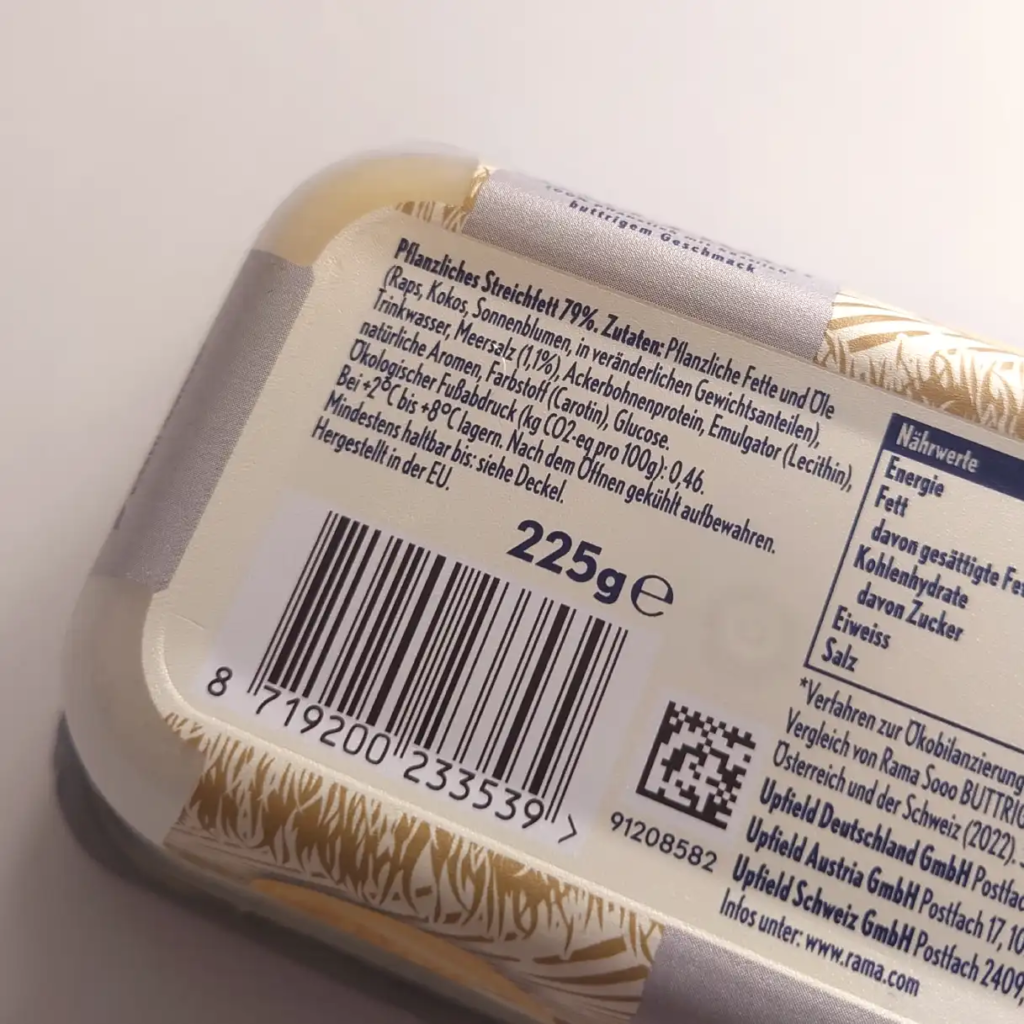 buttrigem Geschmack
Pflanzliches Streichfett 79%. Zutaten: Pflanzliche Fette und Öle
(Raps, Kokos, Sonnenblumen, in veränderlichen Gewichtsanteilen),
Trinkwasser, Meersalz (1,1%), Ackerbohnenprotein, Emulgator (Lecithin),
natürliche Aromen, Farbstoff (Carotin), Glucose.
Ökologischer Fußabdruck (kg CO2-eq pro 100g): 0,46.
Bei +2°C bis +8°C lagern. Nach dem Öffnen gekühlt aufbewahren.
Mindestens haltbar bis: siehe Deckel.
Hergestellt in der EU.
225g ℮
8 719200 233539 >
91208582
Nährwerte
Energie
Fett
davon gesättigte
Kohlenhydrate
davon Zucker
Eiweiss
Salz
*Verfahren zur Ökobilanzierung
Vergleich von Rama Sooo
Österreich und der Schweiz (2022).
Upfield Deutschland GmbH
Upfield Austria GmbH Postfach 17,
Upfield Schweiz GmbH Postfach 2409,
Infos unter: www.rama.com